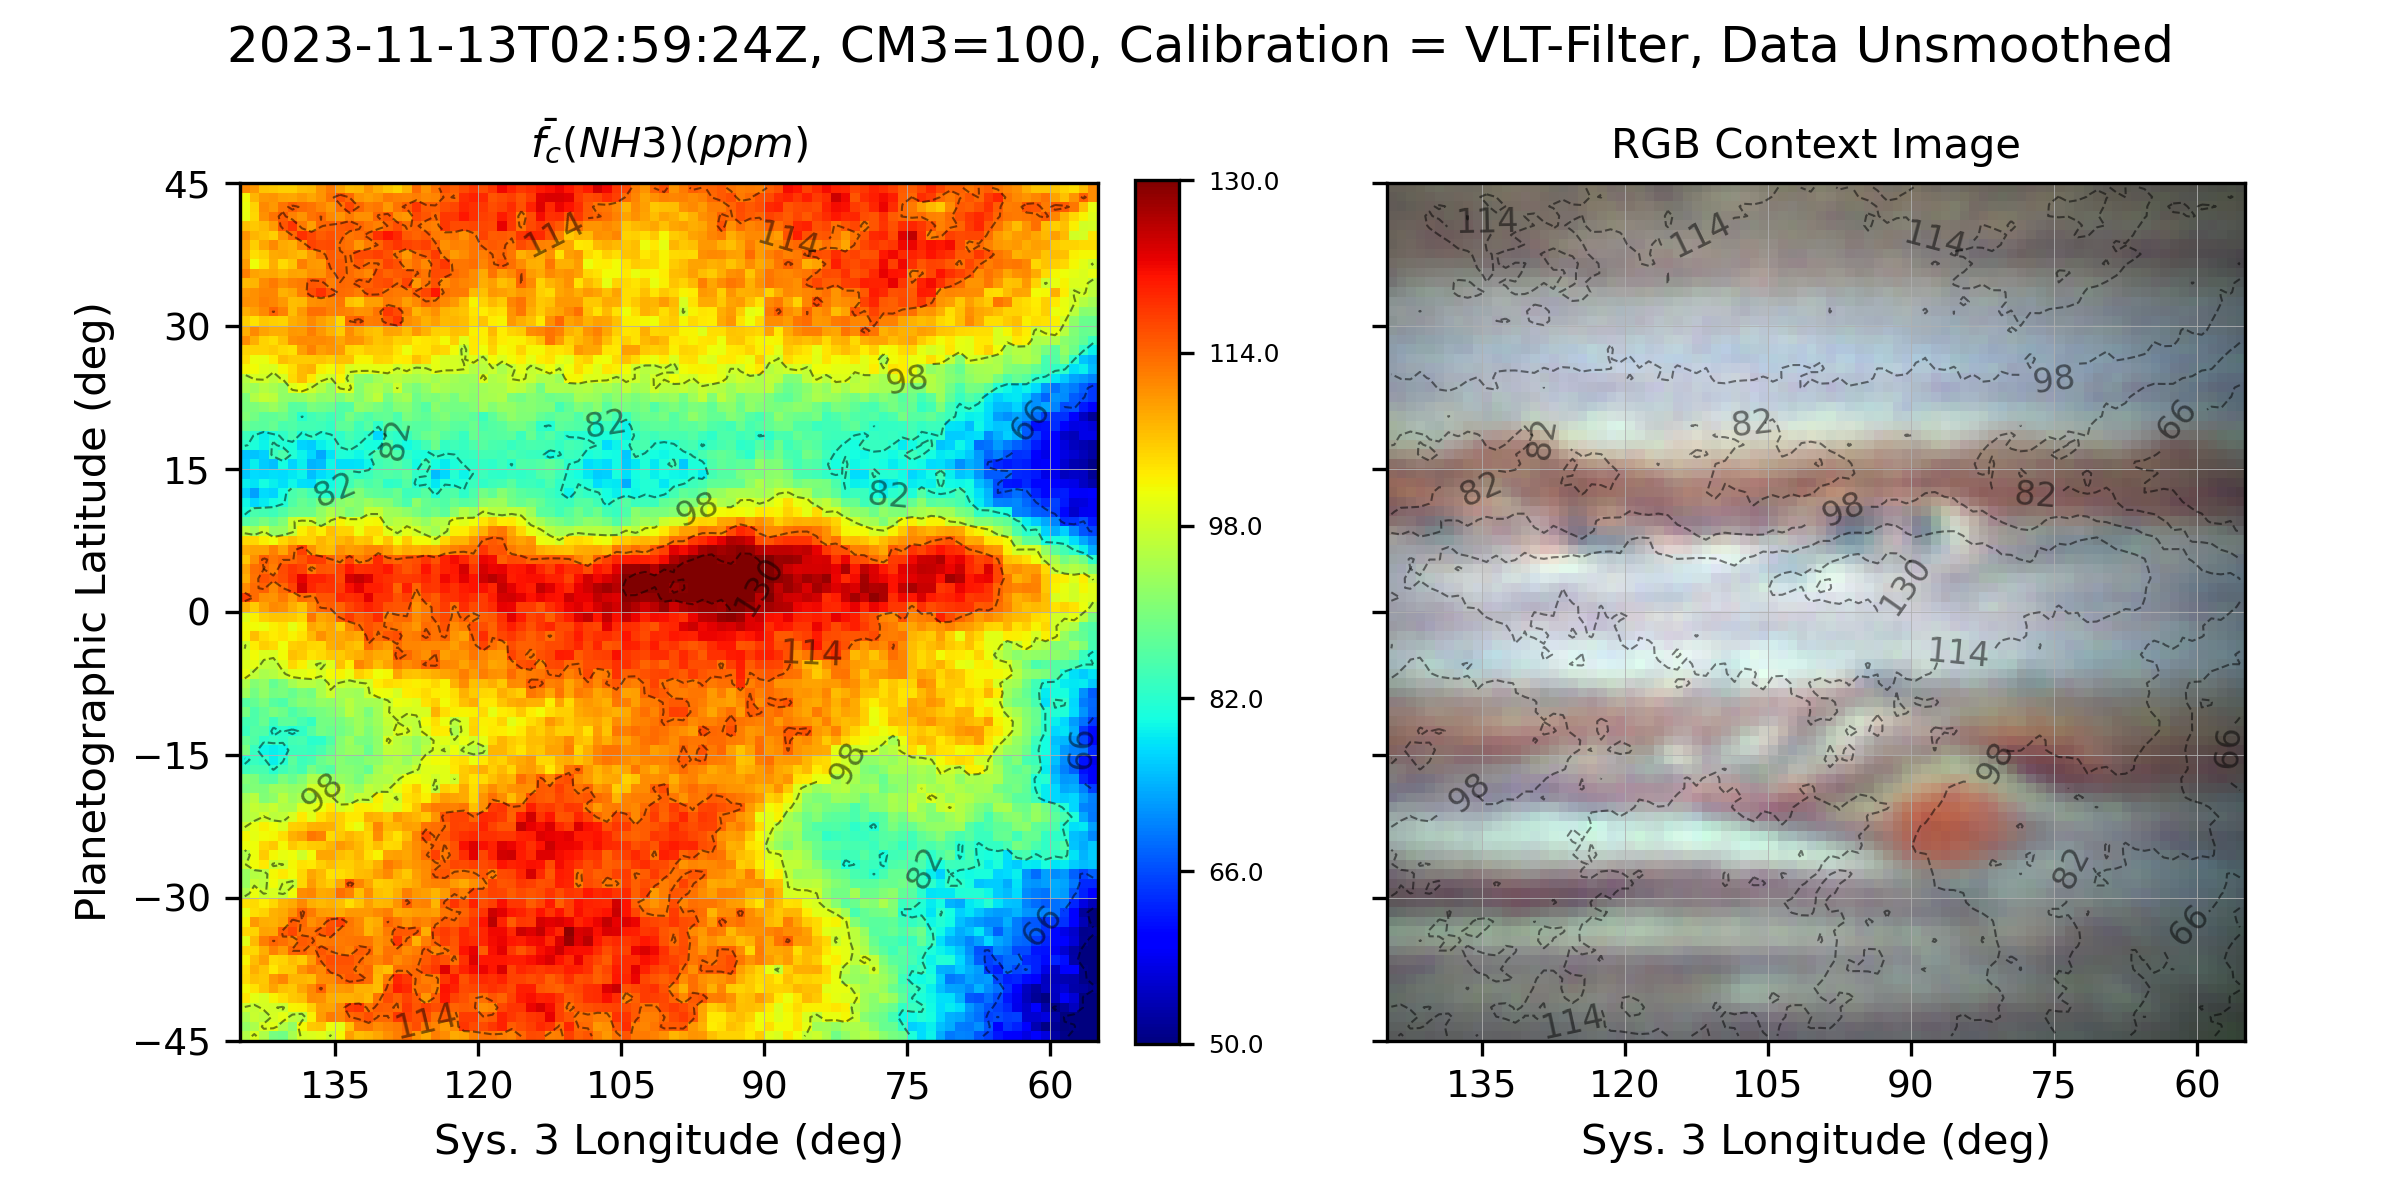 2023-11-13T02:59:24Z, CM3=100, Calibration = VLT-Filter, Data Unsmoothed
f̄c(NH3)(ppm)
RGB Context Image
Planetographic Latitude (deg)
45
30
15
0
−15
−30
−45
135 120 105 90 75 60
Sys. 3 Longitude (deg)
114 114
98
82 82 66
82 82
98
130
114
98 98 66
82
66
114
130.0
114.0
98.0
82.0
66.0
50.0
114 114 114
98
82 82 66
82 82
98
130
114
98 98 66
82
66
114
135 120 105 90 75 60
Sys. 3 Longitude (deg)